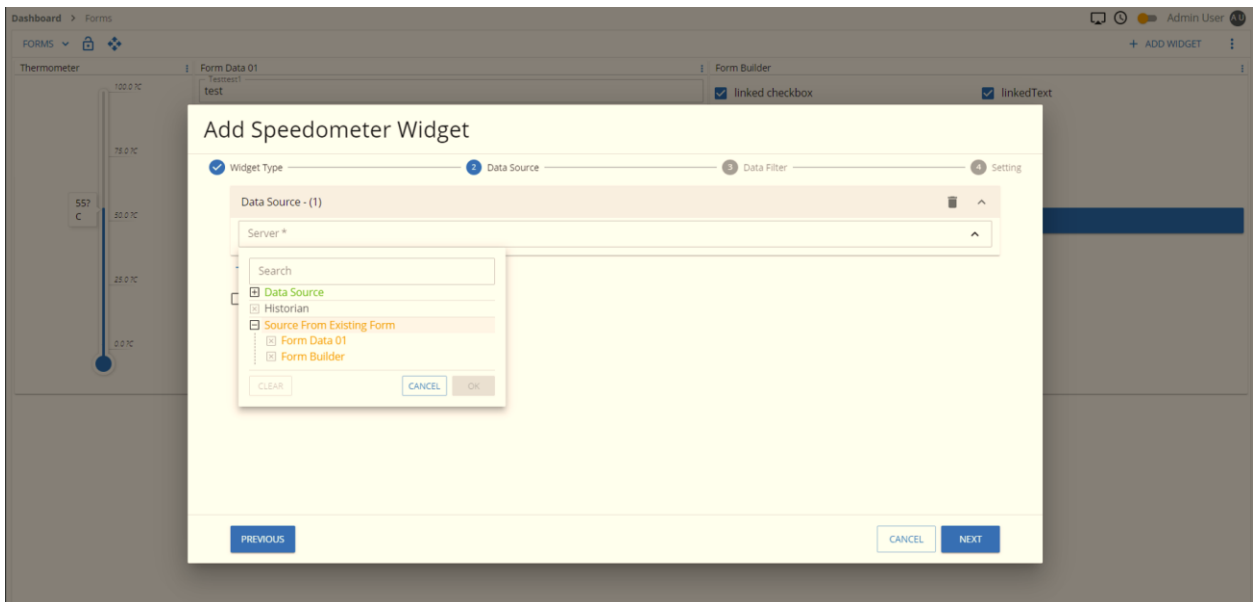 Dashboard > Forms
Admin User AU
FORMS
+ ADD WIDGET
Thermometer
Form Data 01
Form Builder
Testtest1
test
linked checkbox
linkedText
100.0 ?C
75.0 ?C
55?
C
50.0 ?C
25.0 ?C
0.0 ?C
Add Speedometer Widget
Widget Type
2 Data Source
3 Data Filter
4 Setting
Data Source - (1)
Server *
Search
Data Source
Historian
Source From Existing Form
Form Data 01
Form Builder
CLEAR
CANCEL
OK
PREVIOUS
CANCEL
NEXT